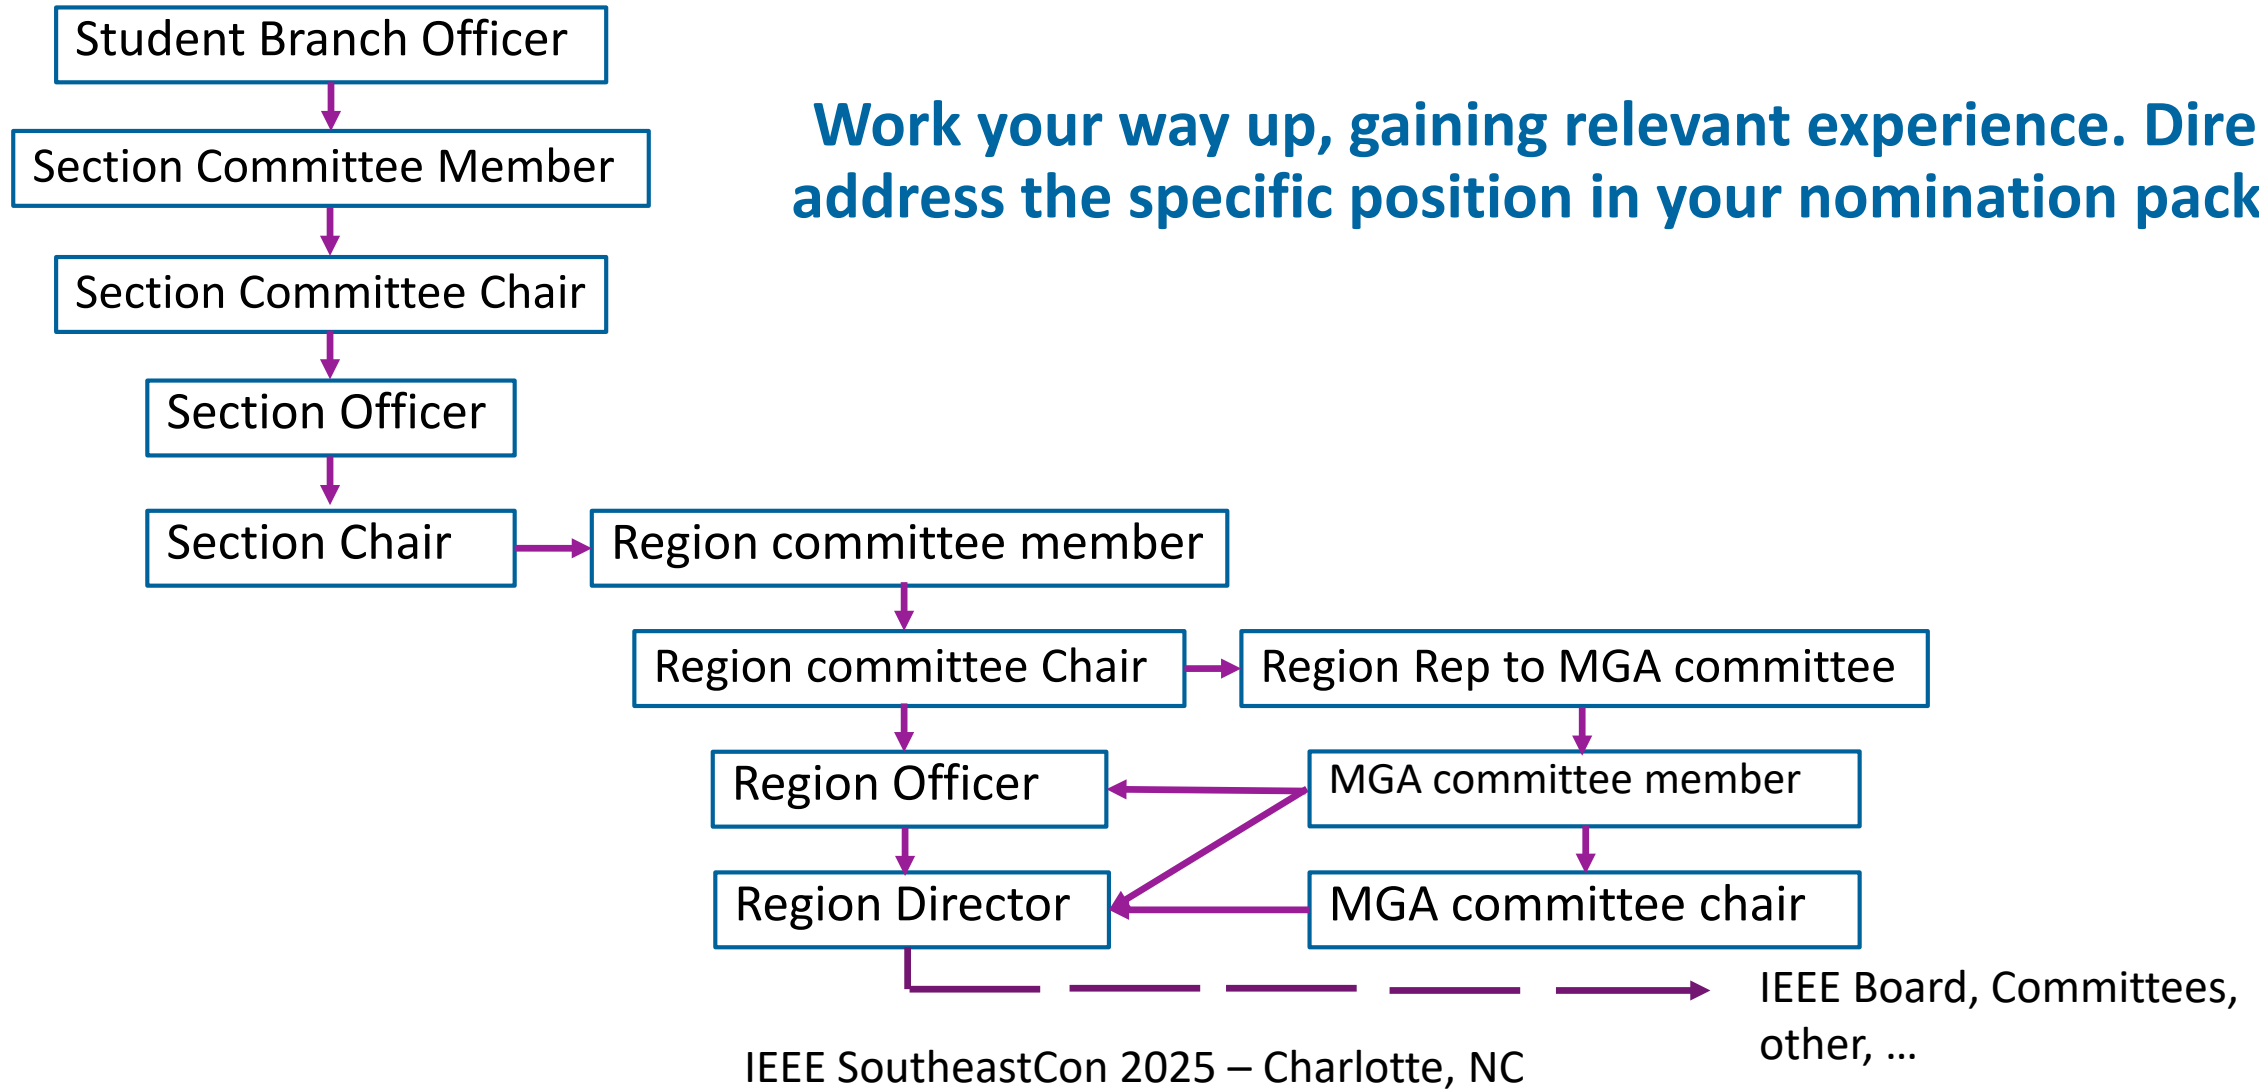 Student Branch Officer
Work your way up, gaining relevant experience. Dire
address the specific position in your nomination pack
Section Committee Member
Section Committee Chair
Section Officer
Section Chair
Region committee member
Region committee Chair
Region Rep to MGA committee
Region Officer
MGA committee member
Region Director
MGA committee chair
IEEE Board, Committees,
other, ...
IEEE SoutheastCon 2025 – Charlotte, NC